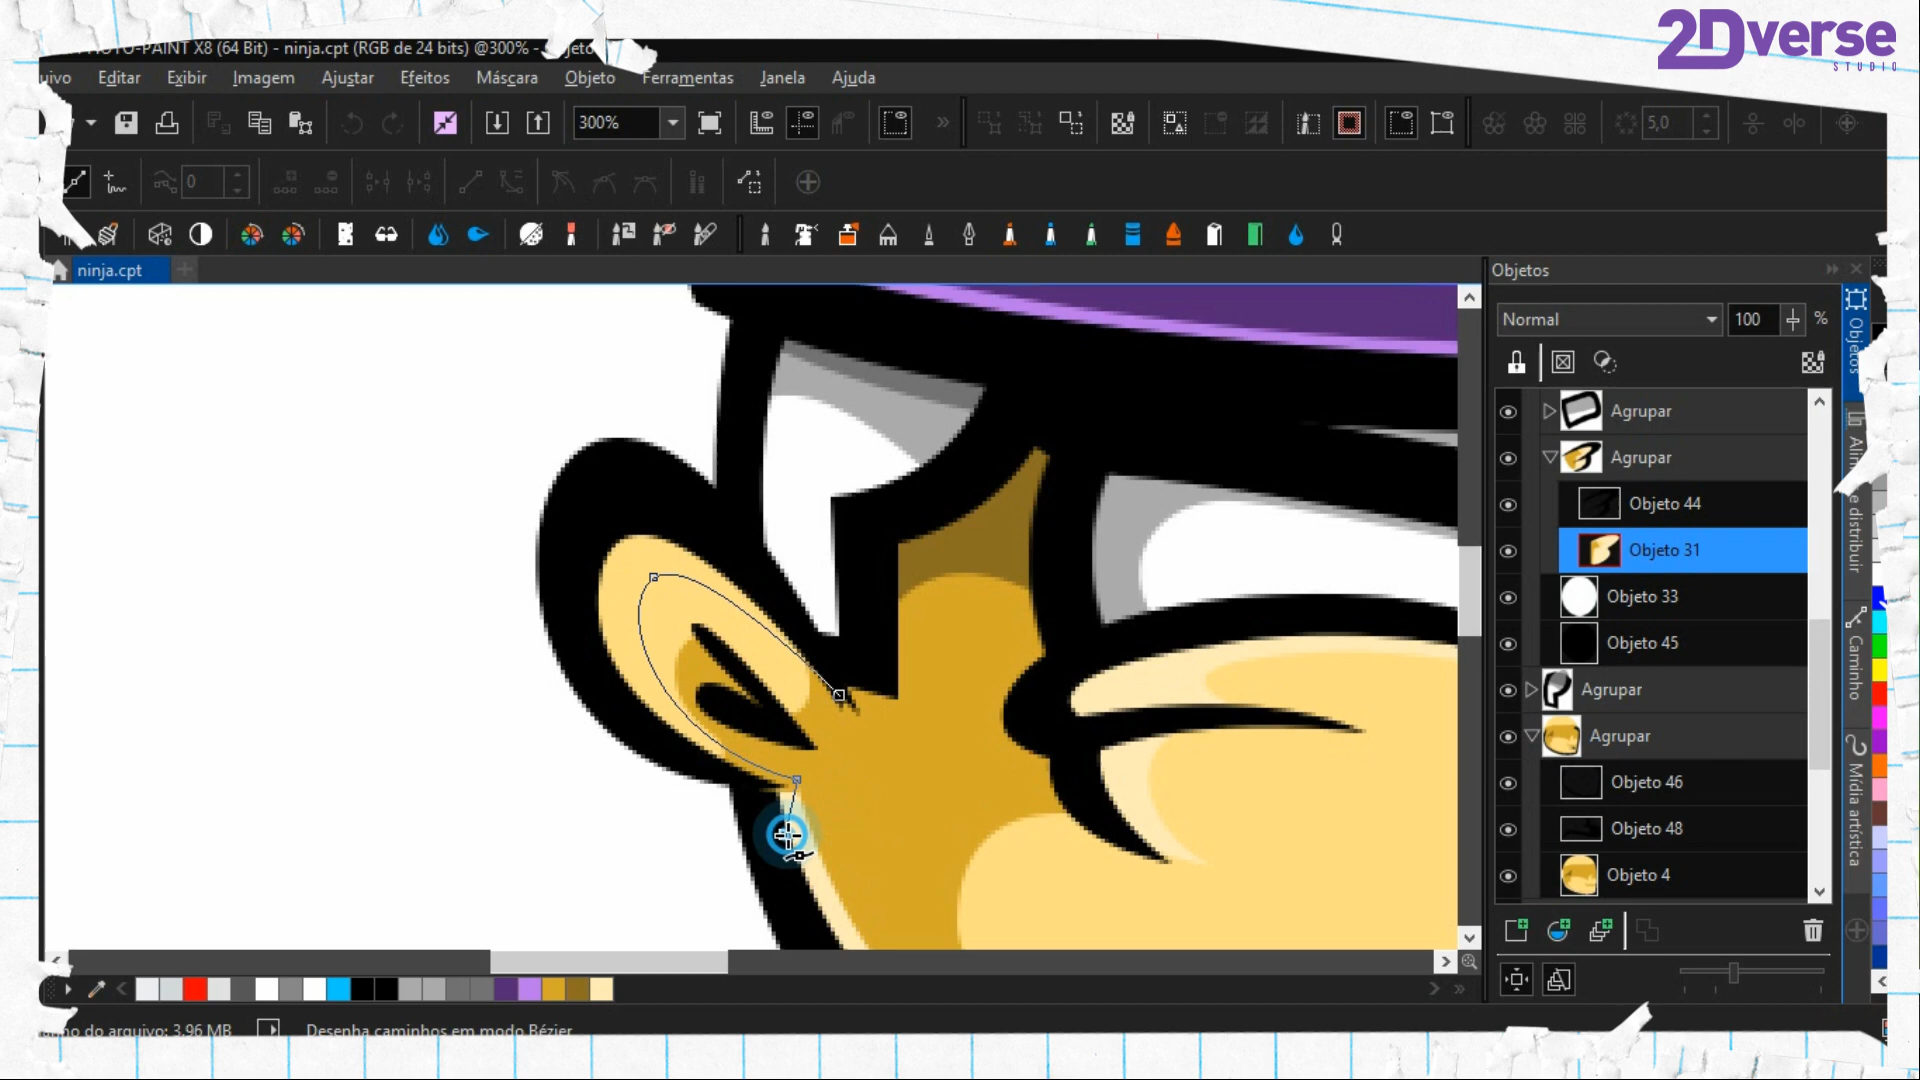 2Dverse
STUDIO
-PAINT X8 (64 Bit) - ninja.cpt (RGB de 24 bits) @300% -
Editar Exibir Imagem Ajustar Efeitos Máscara Objeto Ferramentas Janela Ajuda
300%
5,0
0
ninja.cpt
Objetos
Normal 100 %
Agrupar
Agrupar
Objeto 44
Objeto 31
Objeto 33
Objeto 45
Agrupar
Agrupar
Objeto 46
Objeto 48
Objeto 4
Objetos
e distribuir
Caminho
Mídia artística
do arquivo: 3,96 MB Desenha caminhos em modo Bézier